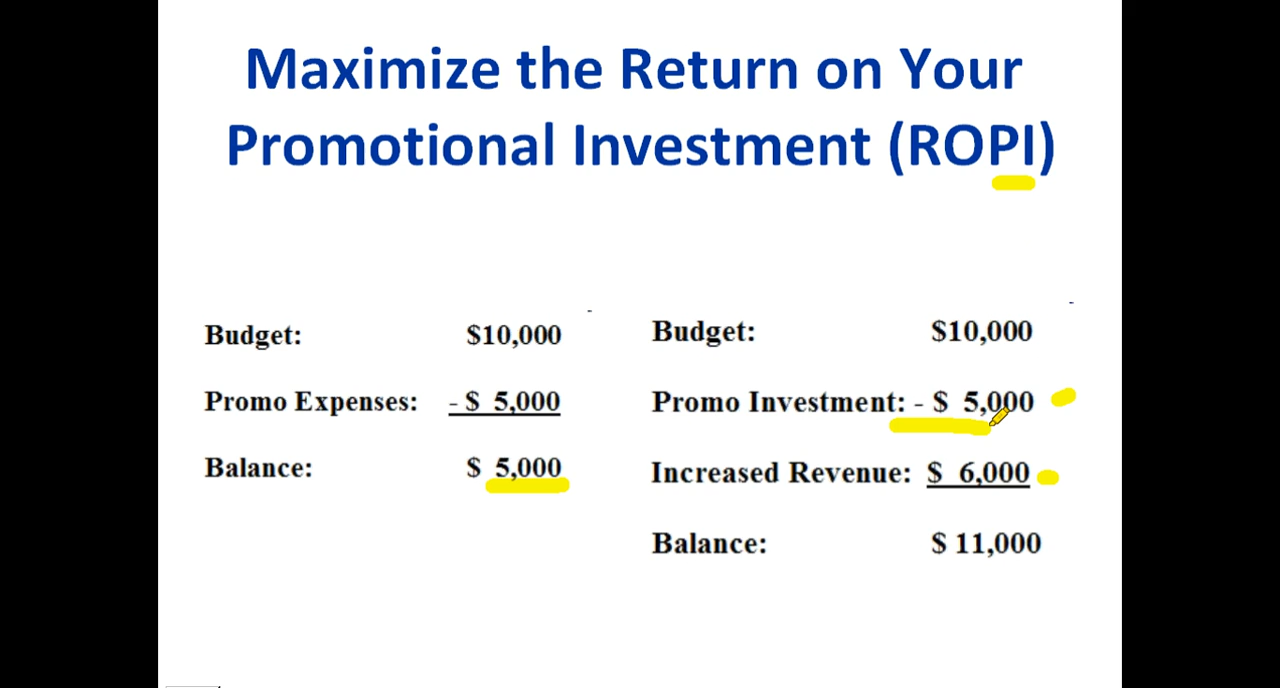 Maximize the Return on Your
Promotional Investment (ROPI)
Budget: $10,000
Promo Expenses: - $ 5,000
Balance: $ 5,000
Budget: $10,000
Promo Investment: - $ 5,000
Increased Revenue: $ 6,000
Balance: $ 11,000